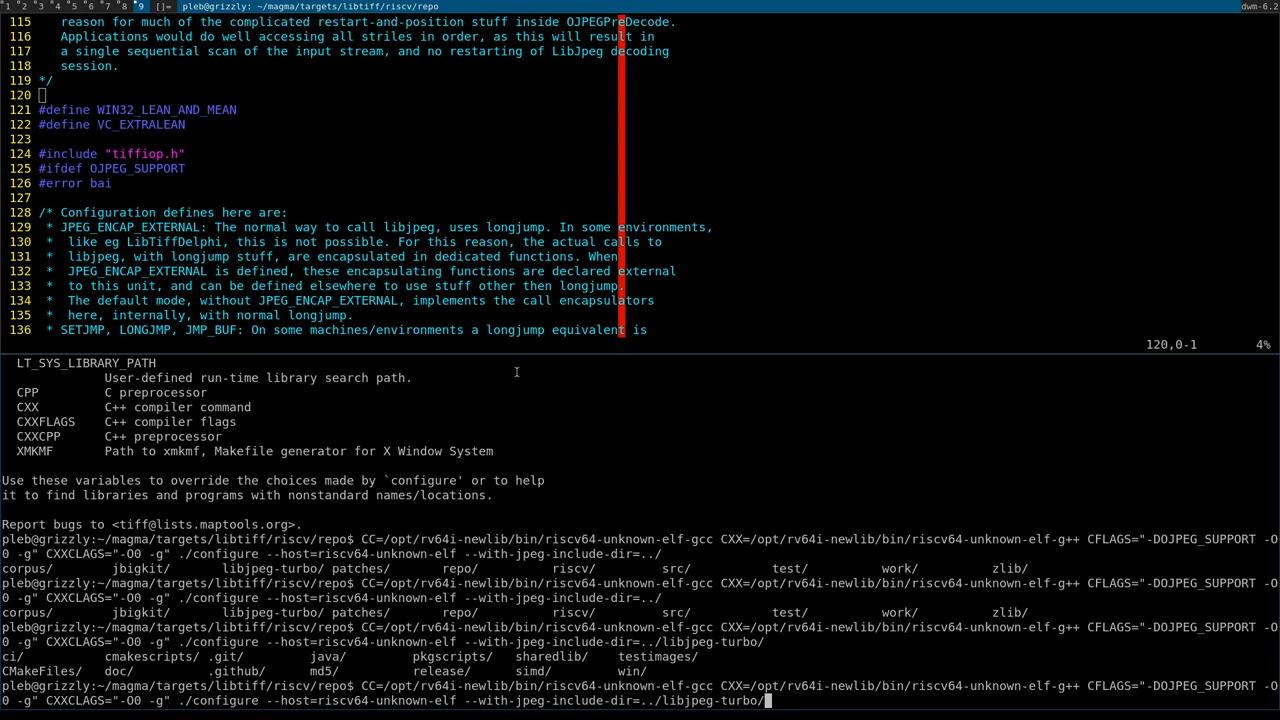 1 2 3 4 5 6 7 8 9 []= pleb@grizzly: ~/magma/targets/libtiff/riscv/repo dwm-6.2
115 reason for much of the complicated restart-and-position stuff inside OJPEGPreDecode.
116 Applications would do well accessing all striles in order, as this will result in
117 a single sequential scan of the input stream, and no restarting of LibJpeg decoding
118 session.
119 */
120
121 #define WIN32_LEAN_AND_MEAN
122 #define VC_EXTRALEAN
123
124 #include "tiffiop.h"
125 #ifdef OJPEG_SUPPORT
126 #error bai
127
128 /* Configuration defines here are:
129 * JPEG_ENCAP_EXTERNAL: The normal way to call libjpeg, uses longjump. In some environments,
130 * like eg LibTiffDelphi, this is not possible. For this reason, the actual calls to
131 * libjpeg, with longjump stuff, are encapsulated in dedicated functions. When
132 * JPEG_ENCAP_EXTERNAL is defined, these encapsulating functions are declared external
133 * to this unit, and can be defined elsewhere to use stuff other then longjump.
134 * The default mode, without JPEG_ENCAP_EXTERNAL, implements the call encapsulators
135 * here, internally, with normal longjump.
136 * SETJMP, LONGJMP, JMP_BUF: On some machines/environments a longjump equivalent is
120,0-1 4%
LT_SYS_LIBRARY_PATH
User-defined run-time library search path.
CPP C preprocessor
CXX C++ compiler command
CXXFLAGS C++ compiler flags
CXXCPP C++ preprocessor
XMKMF Path to xmkmf, Makefile generator for X Window System
Use these variables to override the choices made by `configure' or to help
it to find libraries and programs with nonstandard names/locations.
Report bugs to <tiff@lists.maptools.org>.
pleb@grizzly:~/magma/targets/libtiff/riscv/repo$ CC=/opt/rv64i-newlib/bin/riscv64-unknown-elf-gcc CXX=/opt/rv64i-newlib/bin/riscv64-unknown-elf-g++ CFLAGS="-DOJPEG_SUPPORT -O
0 -g" CXXCLAGS="-O0 -g" ./configure --host=riscv64-unknown-elf --with-jpeg-include-dir=../
corpus/ jbigkit/ libjpeg-turbo/ patches/ repo/ riscv/ src/ test/ work/ zlib/
pleb@grizzly:~/magma/targets/libtiff/riscv/repo$ CC=/opt/rv64i-newlib/bin/riscv64-unknown-elf-gcc CXX=/opt/rv64i-newlib/bin/riscv64-unknown-elf-g++ CFLAGS="-DOJPEG_SUPPORT -O
0 -g" CXXCLAGS="-O0 -g" ./configure --host=riscv64-unknown-elf --with-jpeg-include-dir=../
corpus/ jbigkit/ libjpeg-turbo/ patches/ repo/ riscv/ src/ test/ work/ zlib/
pleb@grizzly:~/magma/targets/libtiff/riscv/repo$ CC=/opt/rv64i-newlib/bin/riscv64-unknown-elf-gcc CXX=/opt/rv64i-newlib/bin/riscv64-unknown-elf-g++ CFLAGS="-DOJPEG_SUPPORT -O
0 -g" CXXCLAGS="-O0 -g" ./configure --host=riscv64-unknown-elf --with-jpeg-include-dir=../libjpeg-turbo/
ci/ cmakescripts/ .git/ java/ pkgscripts/ sharedlib/ testimages/
CMakeFiles/ doc/ .github/ md5/ release/ simd/ win/
pleb@grizzly:~/magma/targets/libtiff/riscv/repo$ CC=/opt/rv64i-newlib/bin/riscv64-unknown-elf-gcc CXX=/opt/rv64i-newlib/bin/riscv64-unknown-elf-g++ CFLAGS="-DOJPEG_SUPPORT -O
0 -g" CXXCLAGS="-O0 -g" ./configure --host=riscv64-unknown-elf --with-jpeg-include-dir=../libjpeg-turbo/